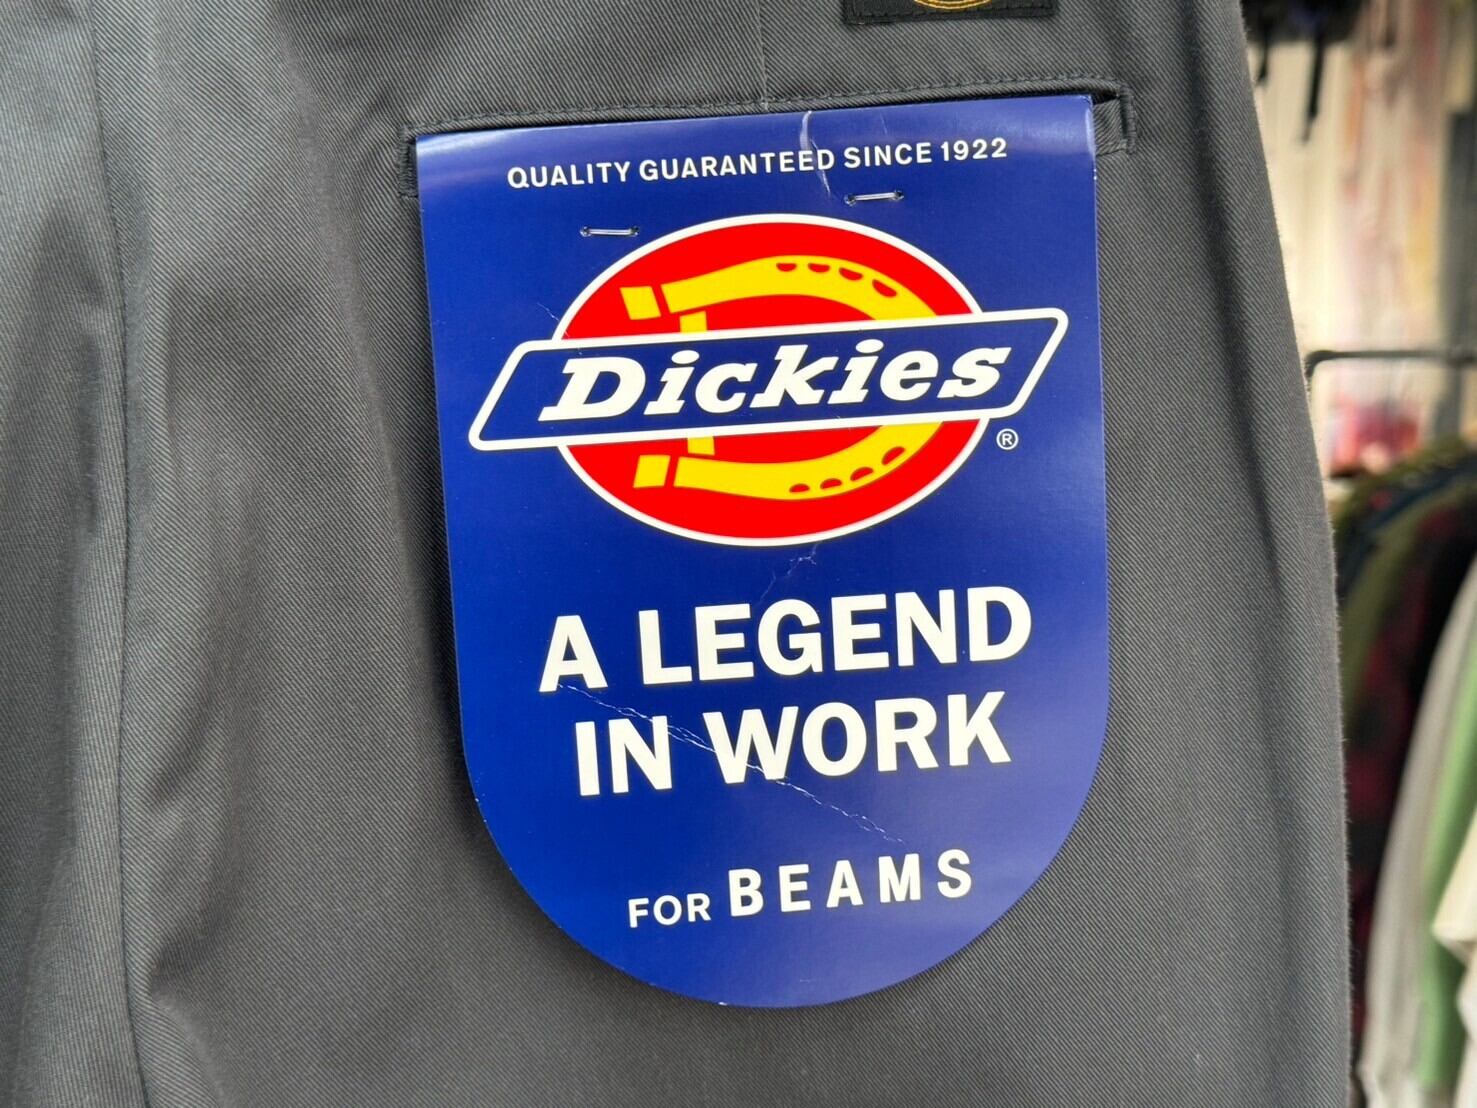 QUALITY GUARANTEED SINCE 1922
Dickies
®
A LEGEND
IN WORK
FOR BEAMS